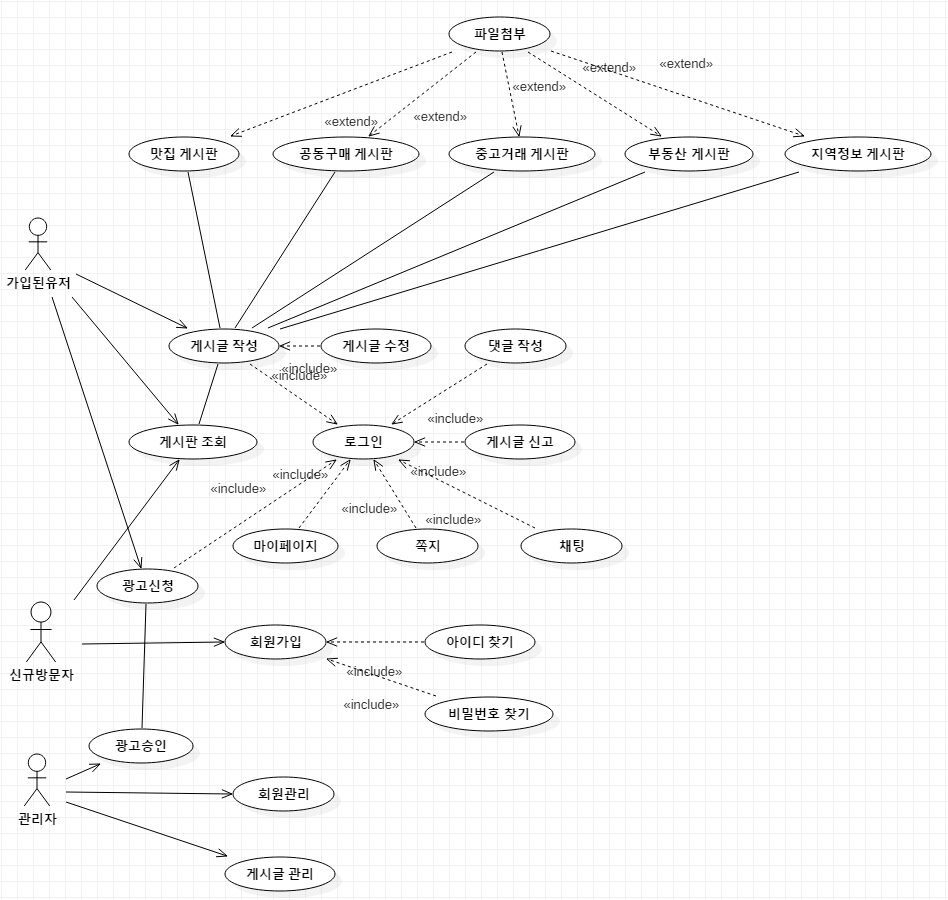 파일첨부
«extend»
«extend»
«extend»
«extend»
«extend»
맛집 게시판
공동구매 게시판
중고거래 게시판
부동산 게시판
지역정보 게시판
가입된유저
게시글 작성
게시글 수정
댓글 작성
«include»
«include»
«include»
게시판 조회
로그인
게시글 신고
«include»
«include»
«include»
«include»
«include»
마이페이지
쪽지
채팅
광고신청
신규방문자
회원가입
아이디 찾기
«include»
«include»
비밀번호 찾기
광고승인
관리자
회원관리
게시글 관리